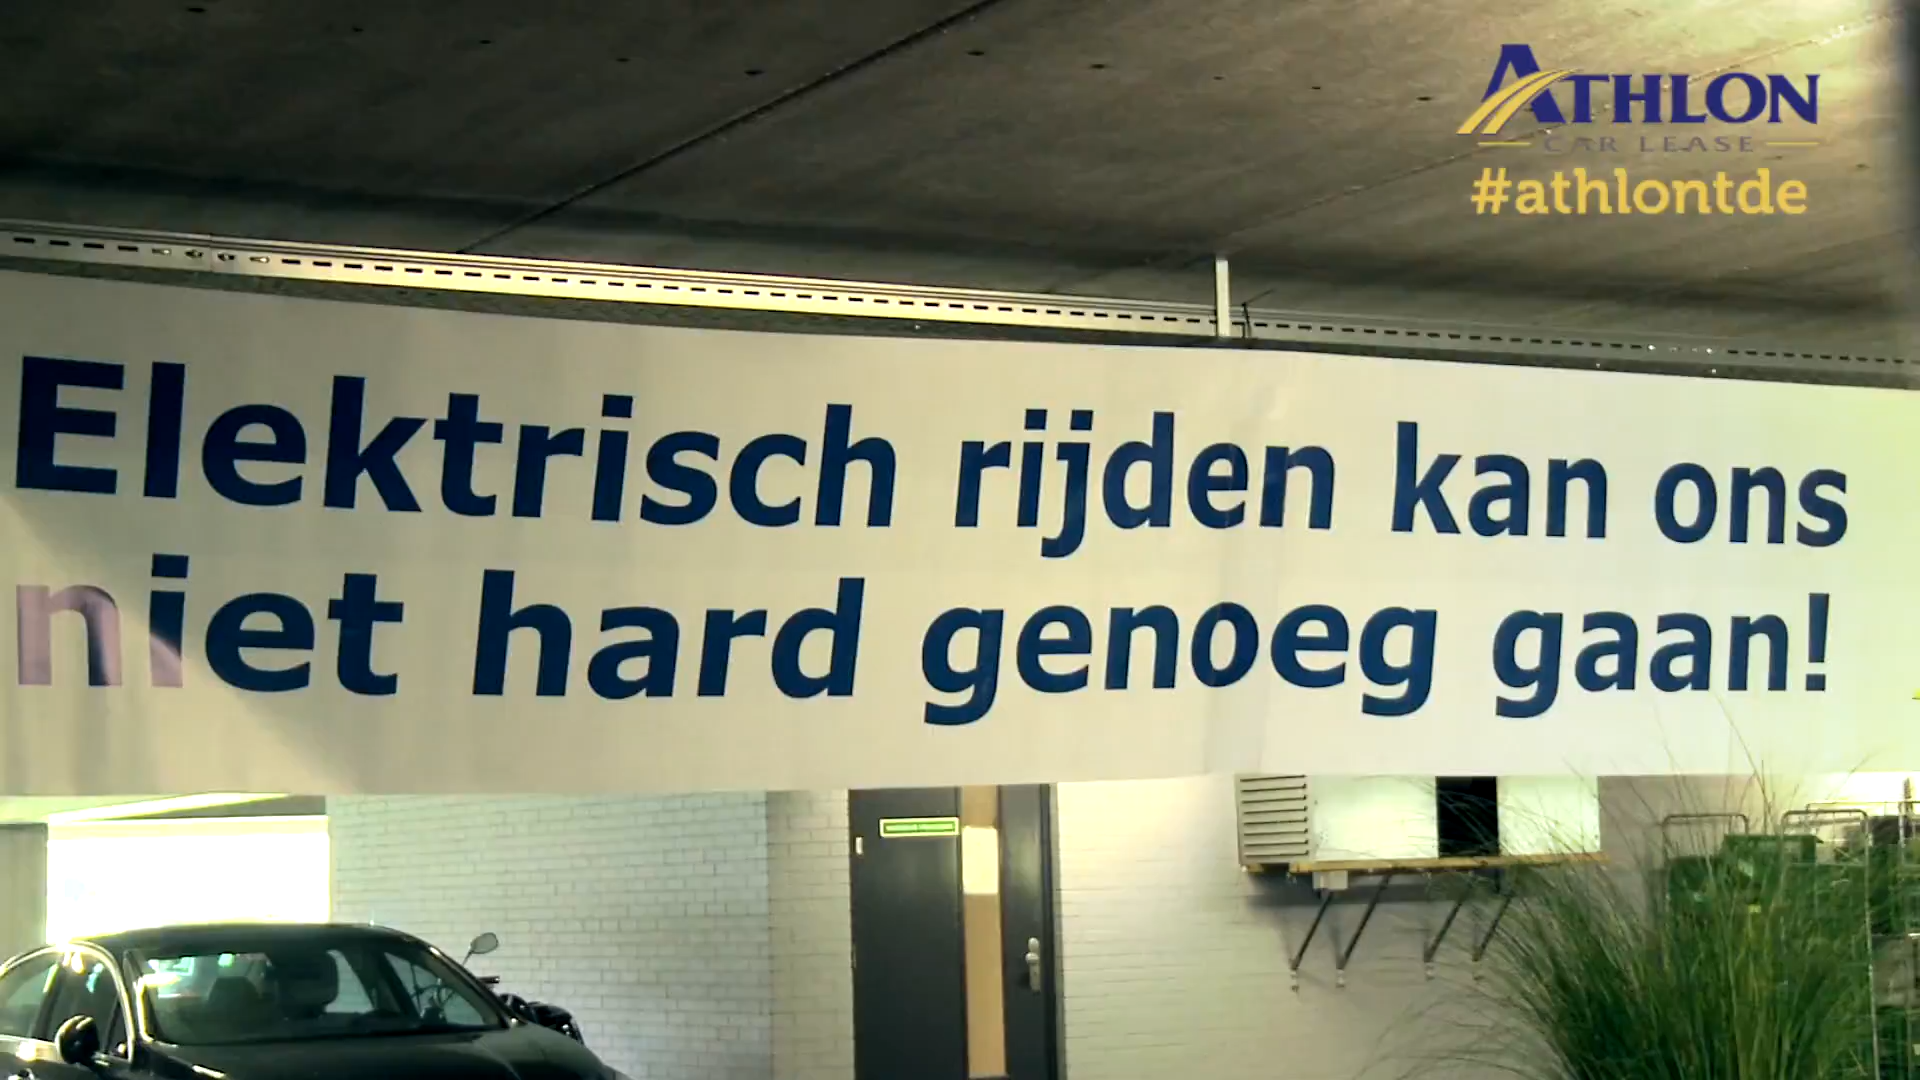 ATHLON
CAR LEASE
#athlontde
Elektrisch rijden kan ons
niet hard genoeg gaan!